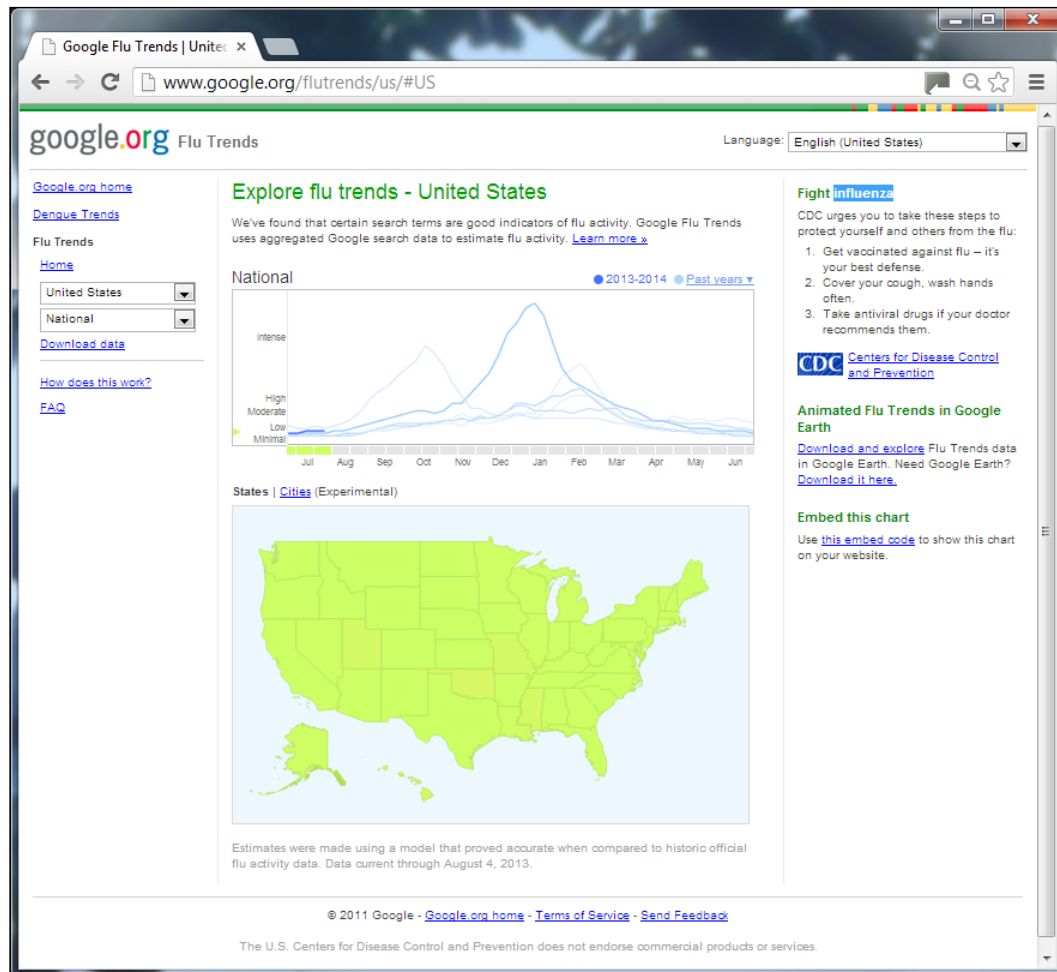 Google Flu Trends | Unitec
www.google.org/flutrends/us/#US
google.org Flu Trends
Language: English (United States)
Google.org home
Dengue Trends
Flu Trends
Home
United States
National
Download data
How does this work?
FAQ
Explore flu trends - United States
We've found that certain search terms are good indicators of flu activity. Google Flu Trends
uses aggregated Google search data to estimate flu activity. Learn more »
National
2013-2014 Past years ▼
Intense
High
Moderate
Low
Minimal
Jul Aug Sep Oct Nov Dec Jan Feb Mar Apr May Jun
States | Cities (Experimental)
Estimates were made using a model that proved accurate when compared to historic official
flu activity data. Data current through August 4, 2013.
Fight influenza
CDC urges you to take these steps to
protect yourself and others from the flu:
1. Get vaccinated against flu – it's
your best defense.
2. Cover your cough, wash hands
often.
3. Take antiviral drugs if your doctor
recommends them.
CDC Centers for Disease Control
and Prevention
Animated Flu Trends in Google
Earth
Download and explore Flu Trends data
in Google Earth. Need Google Earth?
Download it here.
Embed this chart
Use this embed code to show this chart
on your website.
© 2011 Google - Google.org home - Terms of Service - Send Feedback
The U.S. Centers for Disease Control and Prevention does not endorse commercial products or services.